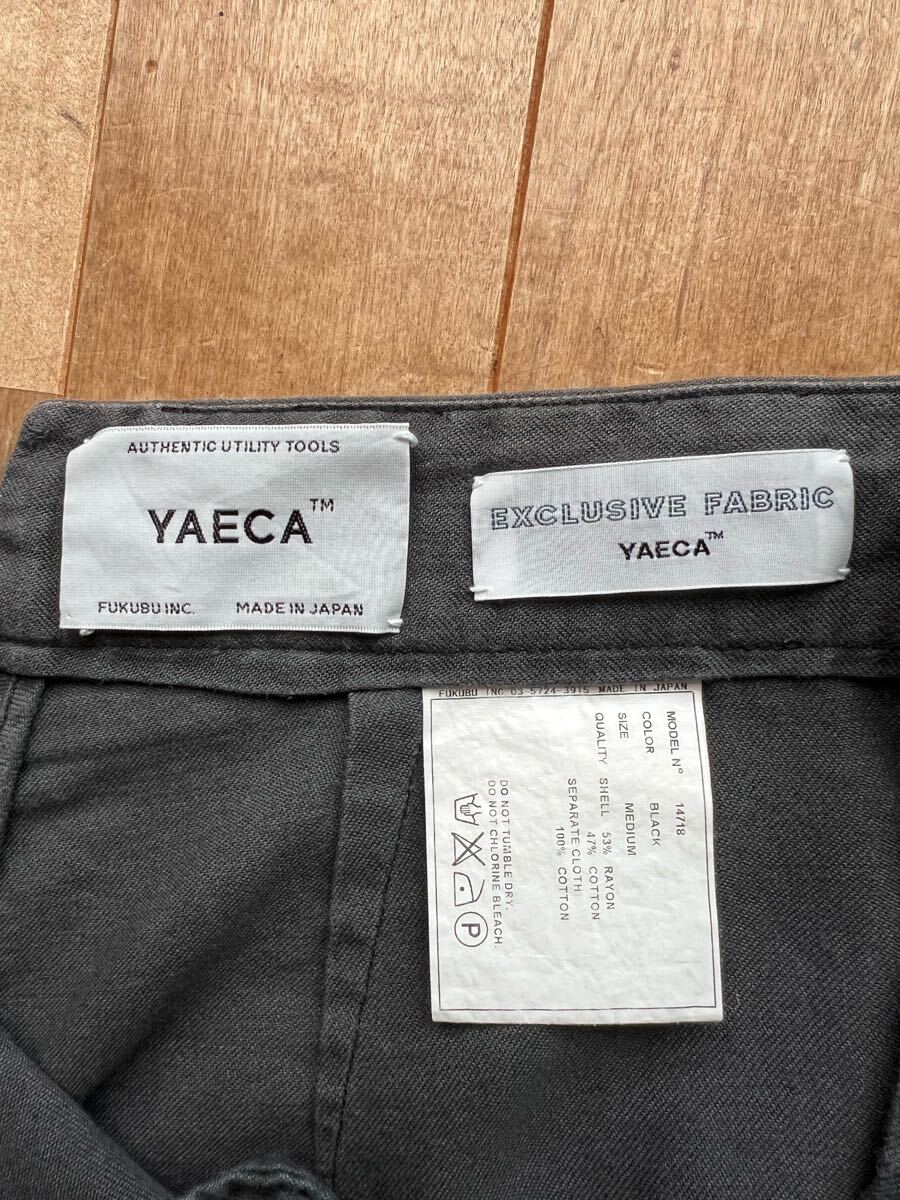 AUTHENTIC UTILITY TOOLS
YAECA™
FUKUBU INC. MADE IN JAPAN
EXCLUSIVE FABRIC
YAECA™
FUKUBU INC 03-5724-3915 MADE IN JAPAN
MODEL Nº 14718
COLOR BLACK
SIZE MEDIUM
QUALITY SHELL 53% RAYON
47% COTTON
SEPARATE CLOTH
100% COTTON
DO NOT TUMBLE DRY.
DO NOT CHLORINE BLEACH.
P